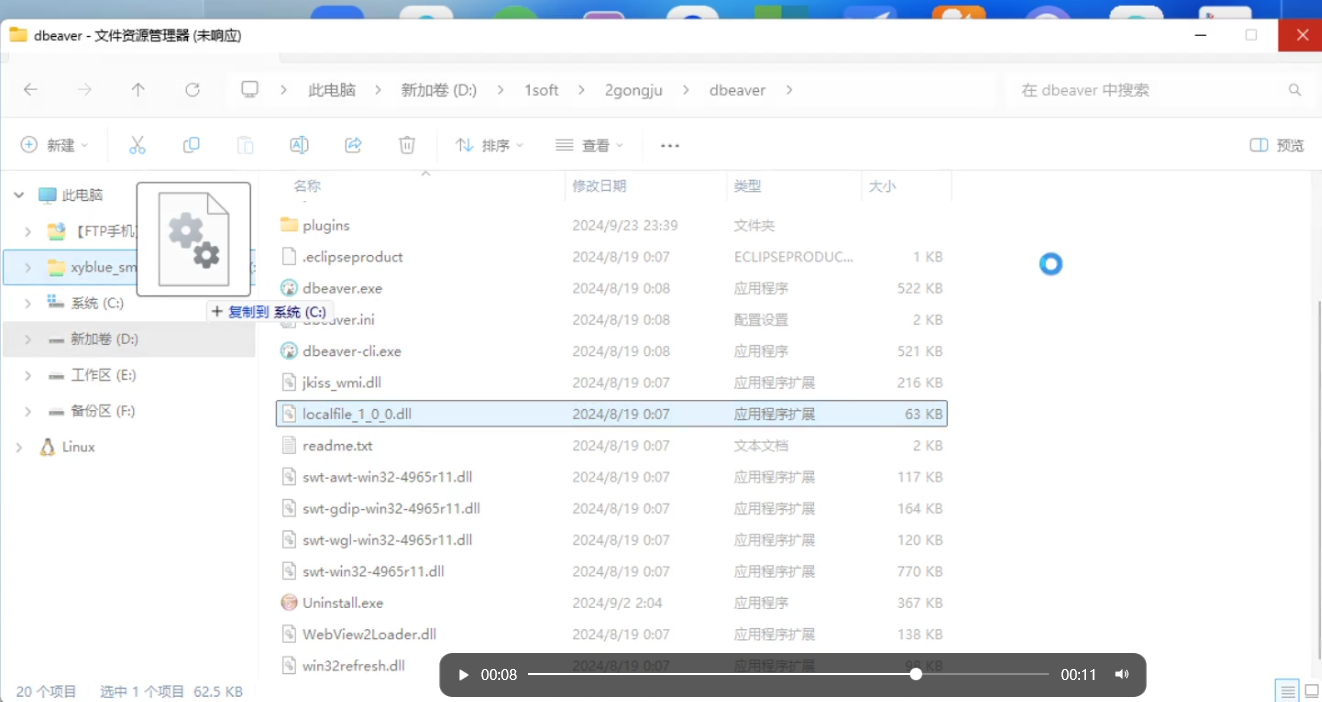 dbeaver - 文件资源管理器 (未响应)
此电脑 新加卷 (D:) 1soft 2gongju dbeaver 在 dbeaver 中搜索
新建 排序 查看 预览
名称 修改日期 类型 大小
此电脑
【FTP手机
xyblue_sm
系统 (C:)
+ 复制到 系统 (C:)
新加卷 (D:)
工作区 (E:)
备份区 (F:)
Linux
plugins 2024/9/23 23:39 文件夹
.eclipseproduct 2024/8/19 0:07 ECLIPSEPRODUC... 1 KB
dbeaver.exe 2024/8/19 0:08 应用程序 522 KB
dbeaver.ini 2024/8/19 0:08 配置设置 2 KB
dbeaver-cli.exe 2024/8/19 0:08 应用程序 521 KB
jkiss_wmi.dll 2024/8/19 0:07 应用程序扩展 216 KB
localfile_1_0_0.dll 2024/8/19 0:07 应用程序扩展 63 KB
readme.txt 2024/8/19 0:07 文本文档 2 KB
swt-awt-win32-4965r11.dll 2024/8/19 0:07 应用程序扩展 117 KB
swt-gdip-win32-4965r11.dll 2024/8/19 0:07 应用程序扩展 164 KB
swt-wgl-win32-4965r11.dll 2024/8/19 0:07 应用程序扩展 120 KB
swt-win32-4965r11.dll 2024/8/19 0:07 应用程序扩展 770 KB
Uninstall.exe 2024/9/2 2:04 应用程序 367 KB
WebView2Loader.dll 2024/8/19 0:07 应用程序扩展 138 KB
win32refresh.dll 2024/8/19 0:07 应用程序扩展 98 KB
00:08 00:11
20 个项目 选中 1 个项目 62.5 KB